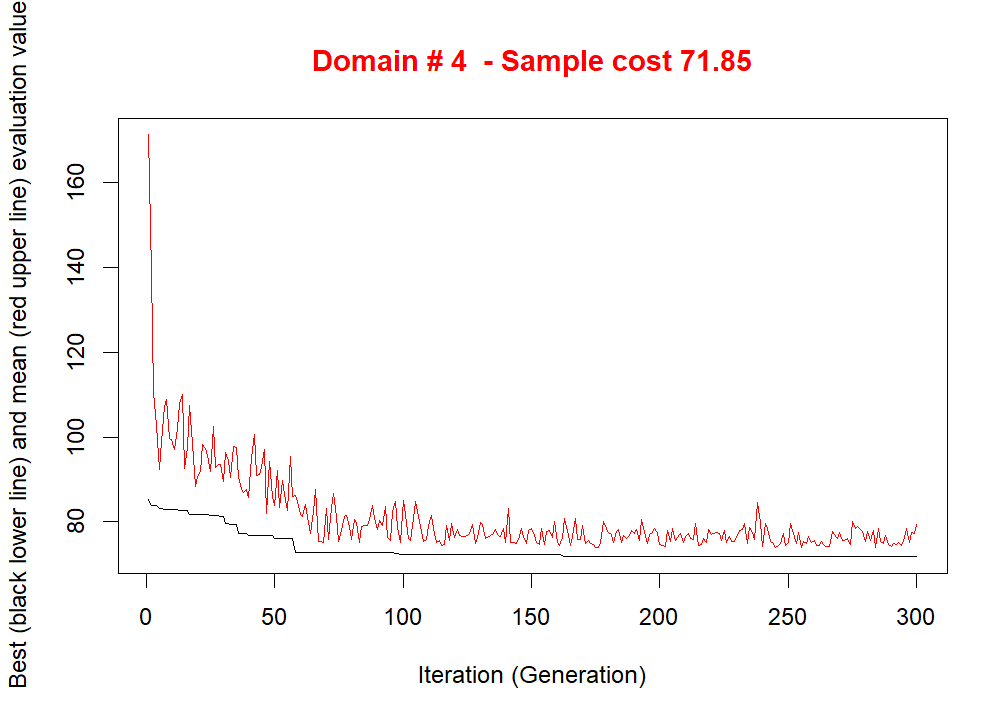 Domain # 4  - Sample cost 71.85
Best (black lower line) and mean (red upper line) evaluation value
160
140
120
100
80
0 50 100 150 200 250 300
Iteration (Generation)